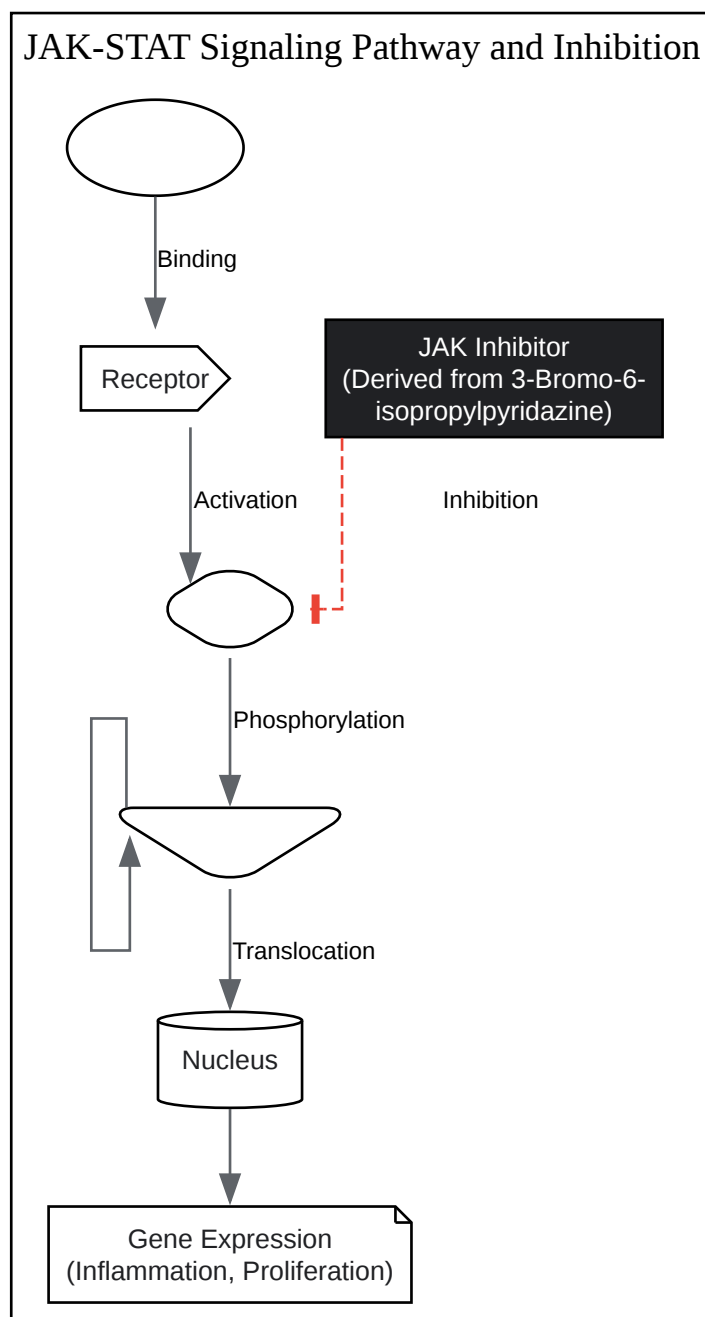 JAK-STAT Signaling Pathway and Inhibition
Binding
Receptor
JAK Inhibitor
(Derived from 3-Bromo-6-
isopropylpyridazine)
Activation
Inhibition
Phosphorylation
Translocation
Nucleus
Gene Expression
(Inflammation, Proliferation)